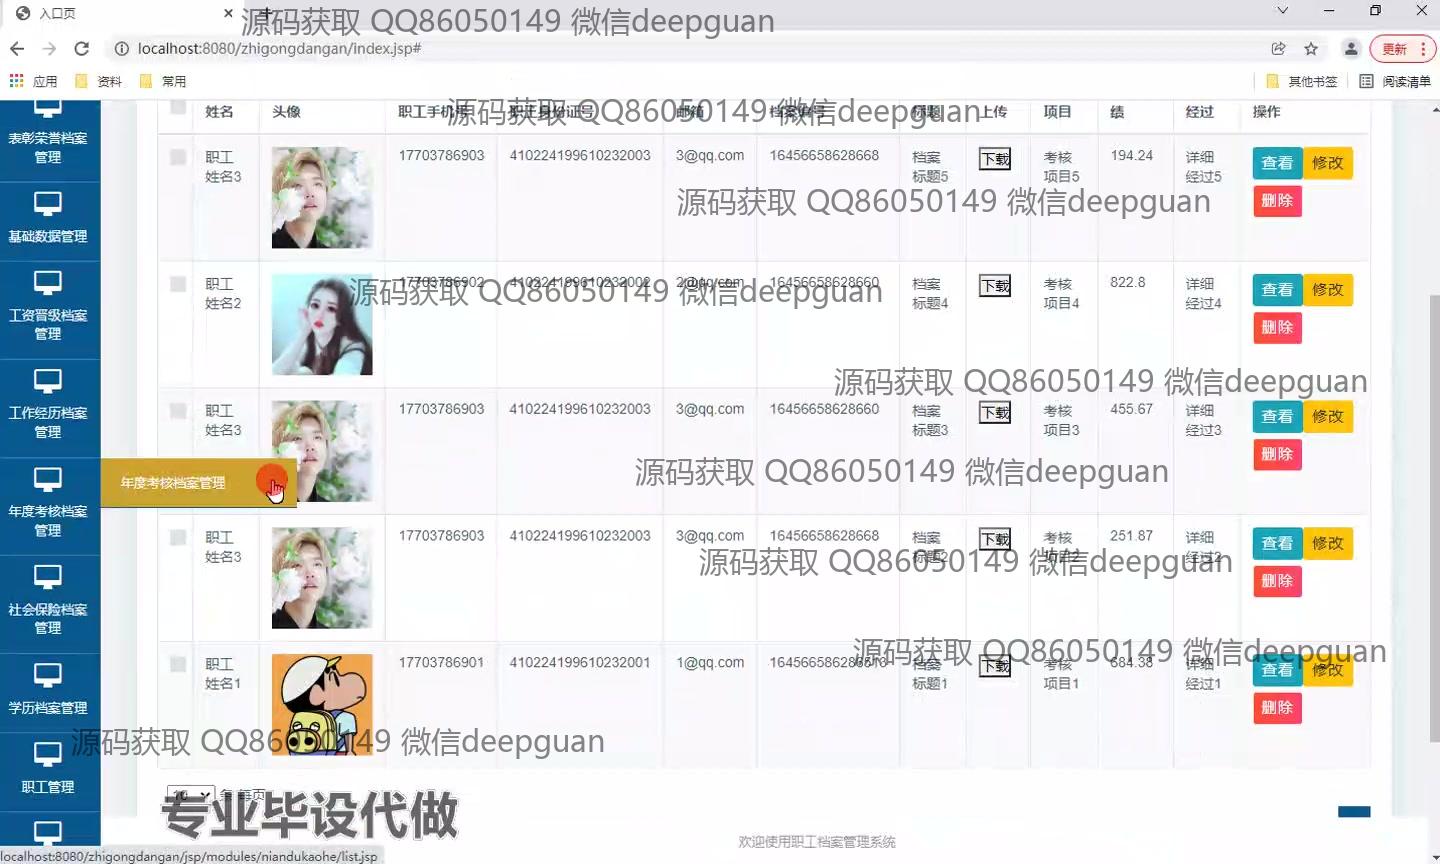 入口页
源码获取 QQ86050149 微信deepguan
localhost:8080/zhigongdangan/index.jsp#
更新
应用 资料 常用 其他书签 阅读清单
源码获取 QQ86050149 微信deepguan
姓名 头像 职工手机号 职工身份证号 邮箱 档案编号 标题 上传 项目 绩 经过 操作
表彰荣誉档案
管理
职工 17703786903 410224199610232003 3@qq.com 16456658628668 档案 下载 考核 194.24 详细 查看 修改
姓名3 标题5 项目5 经过5
删除
源码获取 QQ86050149 微信deepguan
基础数据管理
职工 17703786902 410224199610232002 2@qq.com 16456658628660 档案 下载 考核 822.8 详细 查看 修改
姓名2 标题4 项目4 经过4
源码获取 QQ86050149 微信deepguan
工资晋级档案
管理
删除
源码获取 QQ86050149 微信deepguan
工作经历档案
管理
职工 17703786903 410224199610232003 3@qq.com 16456658628660 档案 下载 考核 455.67 详细 查看 修改
姓名3 标题3 项目3 经过3
删除
源码获取 QQ86050149 微信deepguan
年度考核档案管理
年度考核档案
管理
职工 17703786903 410224199610232003 3@qq.com 16456658628668 档案 下载 考核 251.87 详细 查看 修改
姓名3 标题2 项目2 经过2
源码获取 QQ86050149 微信deepguan
删除
社会保险档案
管理
源码获取 QQ86050149 微信deepguan
职工 17703786901 410224199610232001 1@qq.com 档案 下载 考核 684.38 详细 查看 修改
姓名1 标题1 项目1 经过1
删除
学历档案管理
源码获取 QQ86050149 微信deepguan
职工管理
10 条 每页
专业毕设代做
欢迎使用职工档案管理系统
localhost:8080/zhigongdangan/jsp/modules/niandukaohe/list.jsp